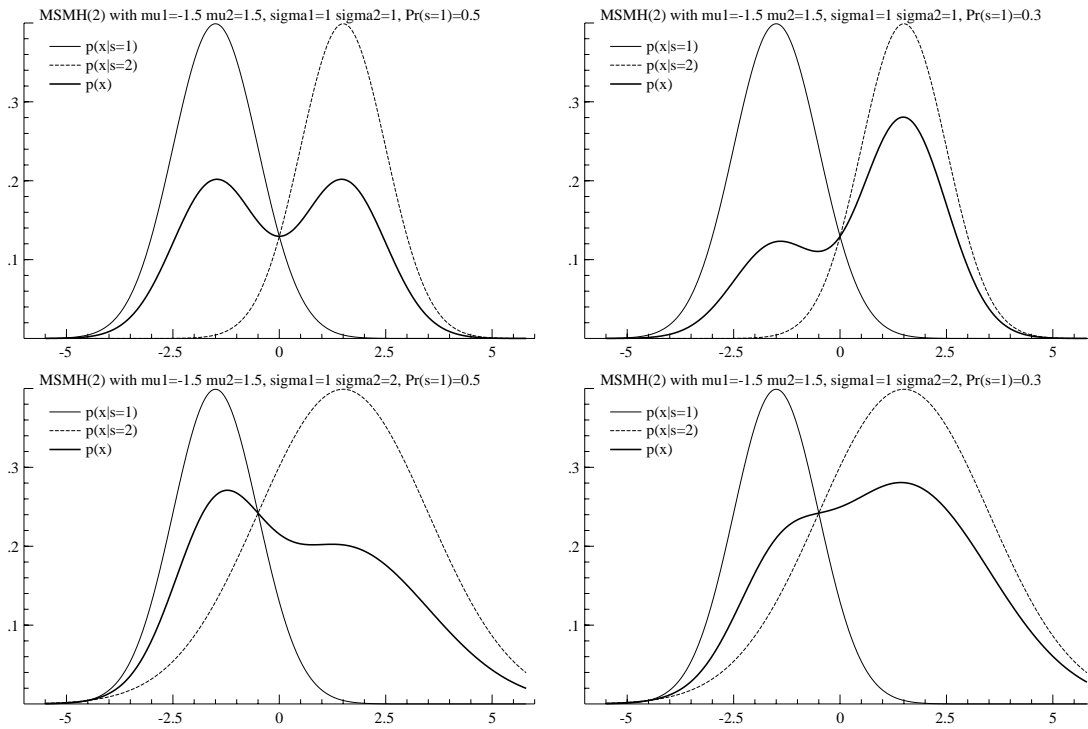 MSMH(2) with mu1=-1.5 mu2=1.5, sigma1=1 sigma2=1, Pr(s=1)=0.5
p(x|s=1)
p(x|s=2)
p(x)
.3
.2
.1
-5 -2.5 0 2.5 5
MSMH(2) with mu1=-1.5 mu2=1.5, sigma1=1 sigma2=1, Pr(s=1)=0.3
p(x|s=1)
p(x|s=2)
p(x)
.3
.2
.1
-5 -2.5 0 2.5 5
MSMH(2) with mu1=-1.5 mu2=1.5, sigma1=1 sigma2=2, Pr(s=1)=0.5
p(x|s=1)
p(x|s=2)
p(x)
.3
.2
.1
-5 -2.5 0 2.5 5
MSMH(2) with mu1=-1.5 mu2=1.5, sigma1=1 sigma2=2, Pr(s=1)=0.3
p(x|s=1)
p(x|s=2)
p(x)
.3
.2
.1
-5 -2.5 0 2.5 5